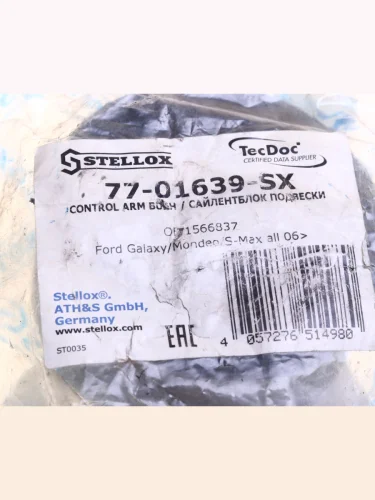 STELLOX
TecDoc
CERTIFIED DATA SUPPLIER
77-01639-SX
CONTROL ARM BUSH / САЙЛЕНТБЛОК ПОДВЕСКИ
1566837
Ford Galaxy/Mondeo/S-Max all 06>
Stellox®.
ATH&S GmbH,
Germany
www.stellox.com
EAC
4 057276 514980
ST0035